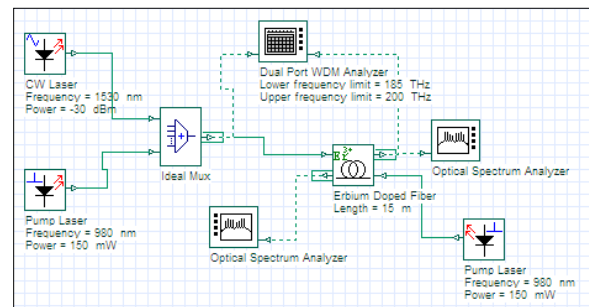 Dual Port WDM Analyzer
Lower frequency limit = 185 THz
Upper frequency limit = 200 THz
CW Laser
Frequency = 1530 nm
Power = -30 dBm
Ideal Mux
Optical Spectrum Analyzer
Erbium Doped Fiber
Length = 15 m
Pump Laser
Frequency = 980 nm
Power = 150 mW
Optical Spectrum Analyzer
Pump Laser
Frequency = 980 nm
Power = 150 mW